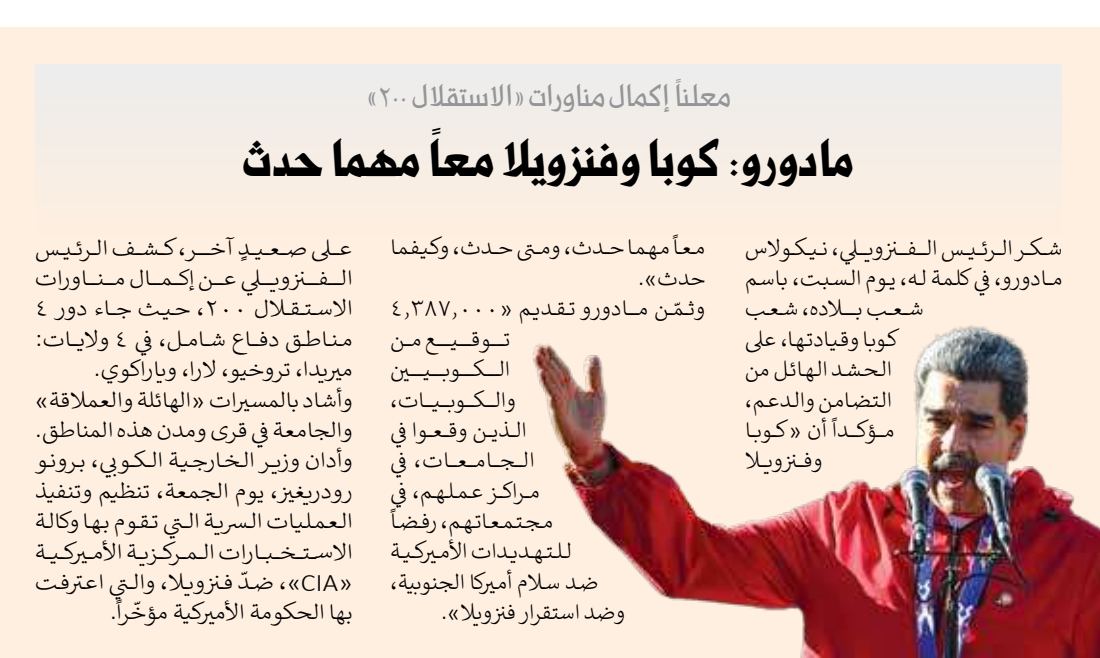 معلناً إكمال مناورات «الاستقلال ٢٠٠»
مادورو: كوبا وفنزويلا معاً مهما حدث
شكر الرئيس الفنزويلي، نيكولاس
مادورو، في كلمة له، يوم السبت، باسم
شعب بلاده، شعب
كوبا وقيادتها، على
الحشد الهائل من
التضامن والدعم،
مؤكداً أن «كوبا
وفنزويلا
معاً مهما حدث، ومتى حدث، وكيفما
حدث».
وثمّن مادورو تقديم «٤,٣٨٧,٠٠٠
توقيع من
الكوبيين
والكوبيات،
الذين وقعوا في
الجامعات، في
مراكز عملهم، في
مجتمعاتهم، رفضاً
للتهديدات الأميركية
ضد سلام أميركا الجنوبية،
وضد استقرار فنزويلا».
على صعيدٍ آخر، كشف الرئيس
الفنزويلي عن إكمال مناورات
الاستقلال ٢٠٠، حيث جاء دور ٤
مناطق دفاع شامل، في ٤ ولايات:
ميريدا، تروخيو، لارا، وياراكوي.
وأشاد بالمسيرات «الهائلة والعملاقة»
والجامعة في قرى ومدن هذه المناطق.
وأدان وزير الخارجية الكوبي، برونو
رودريغيز، يوم الجمعة، تنظيم وتنفيذ
العمليات السرية التي تقوم بها وكالة
الاستخبارات المركزية الأميركية
«CIA»، ضدّ فنزويلا، والتي اعترفت
بها الحكومة الأميركية مؤخّراً.